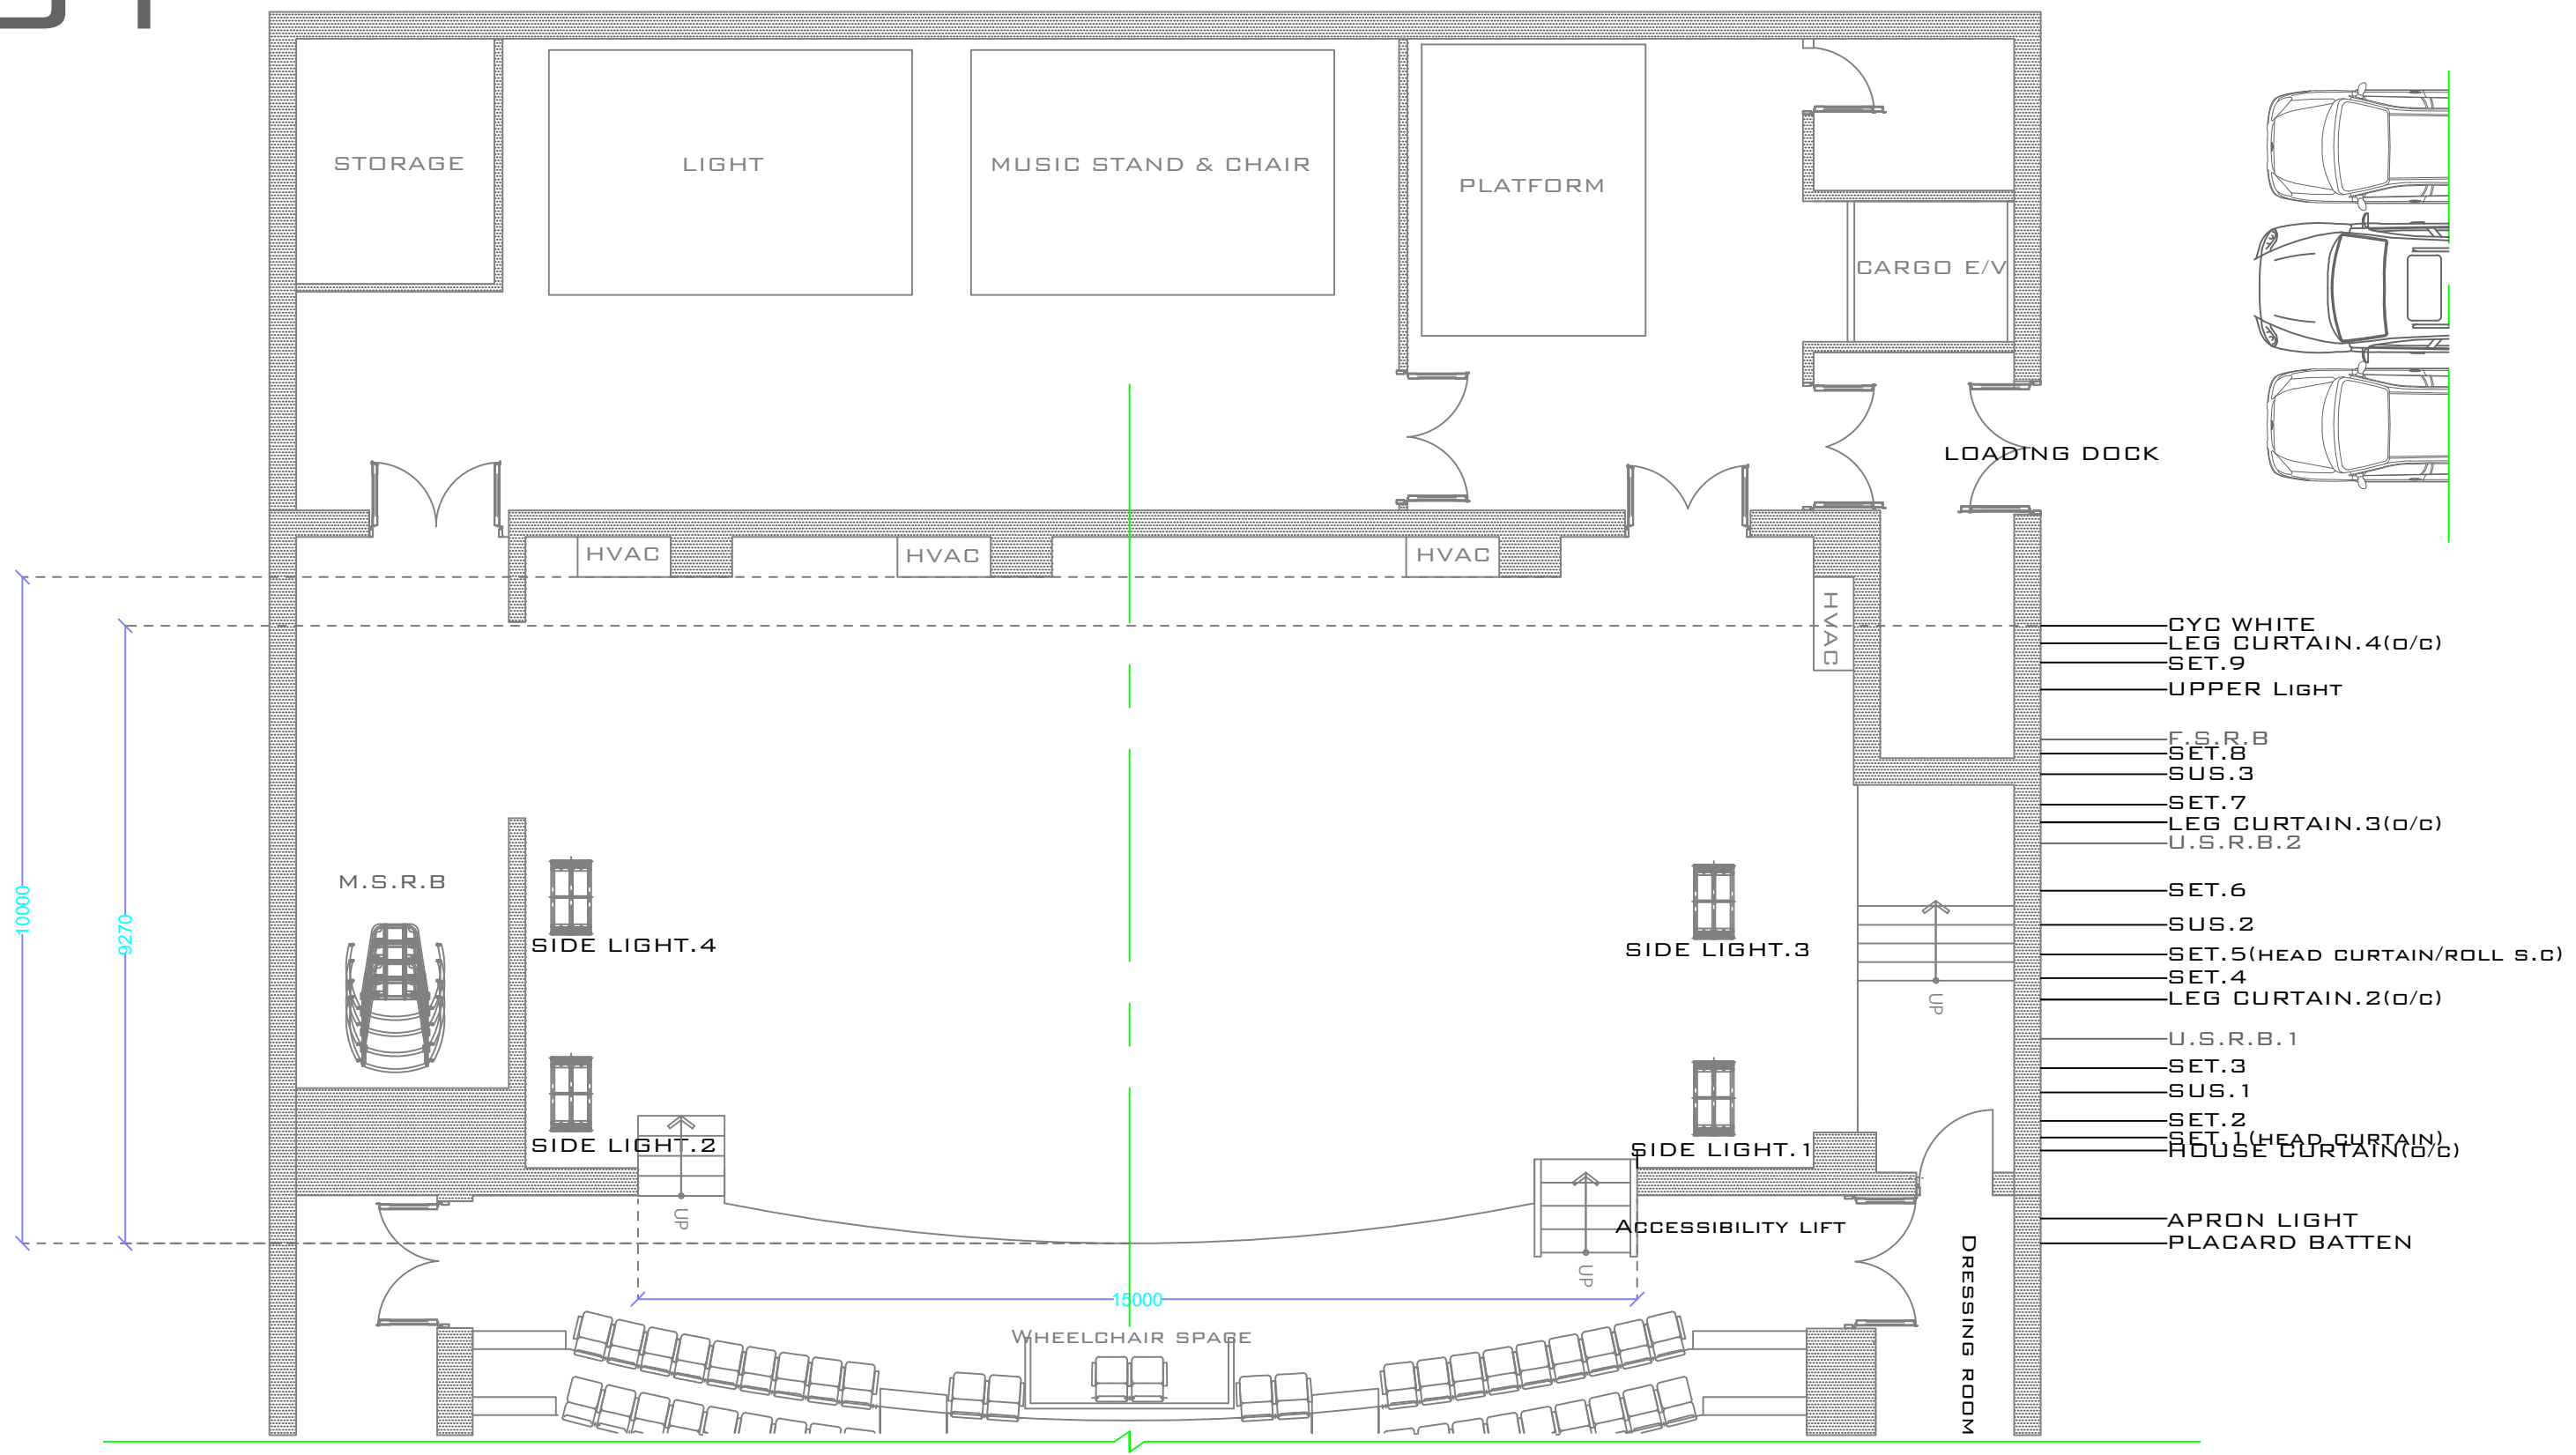 STORAGE
LIGHT
MUSIC STAND & CHAIR
PLATFORM
CARGO E/V
LOADING DOCK
HVAC
HVAC
HVAC
HVAC
CYC WHITE
LEG CURTAIN.4(O/C)
SET.9
UPPER LIGHT
F.S.R.B
SET.8
SUS.3
SET.7
LEG CURTAIN.3(O/C)
U.S.R.B.2
SET.6
SUS.2
SET.5(HEAD CURTAIN/ROLL S.C)
SET.4
LEG CURTAIN.2(O/C)
U.S.R.B.1
SET.3
SUS.1
SET.2
SET.1(HEAD CURTAIN)
HOUSE CURTAIN(O/C)
APRON LIGHT
PLACARD BATTEN
10000
9270
M.S.R.B
SIDE LIGHT.4
SIDE LIGHT.3
UP
SIDE LIGHT.2
SIDE LIGHT.1
UP
ACCESSIBILITY LIFT
UP
DRESSING ROOM
15000
WHEELCHAIR SPACE